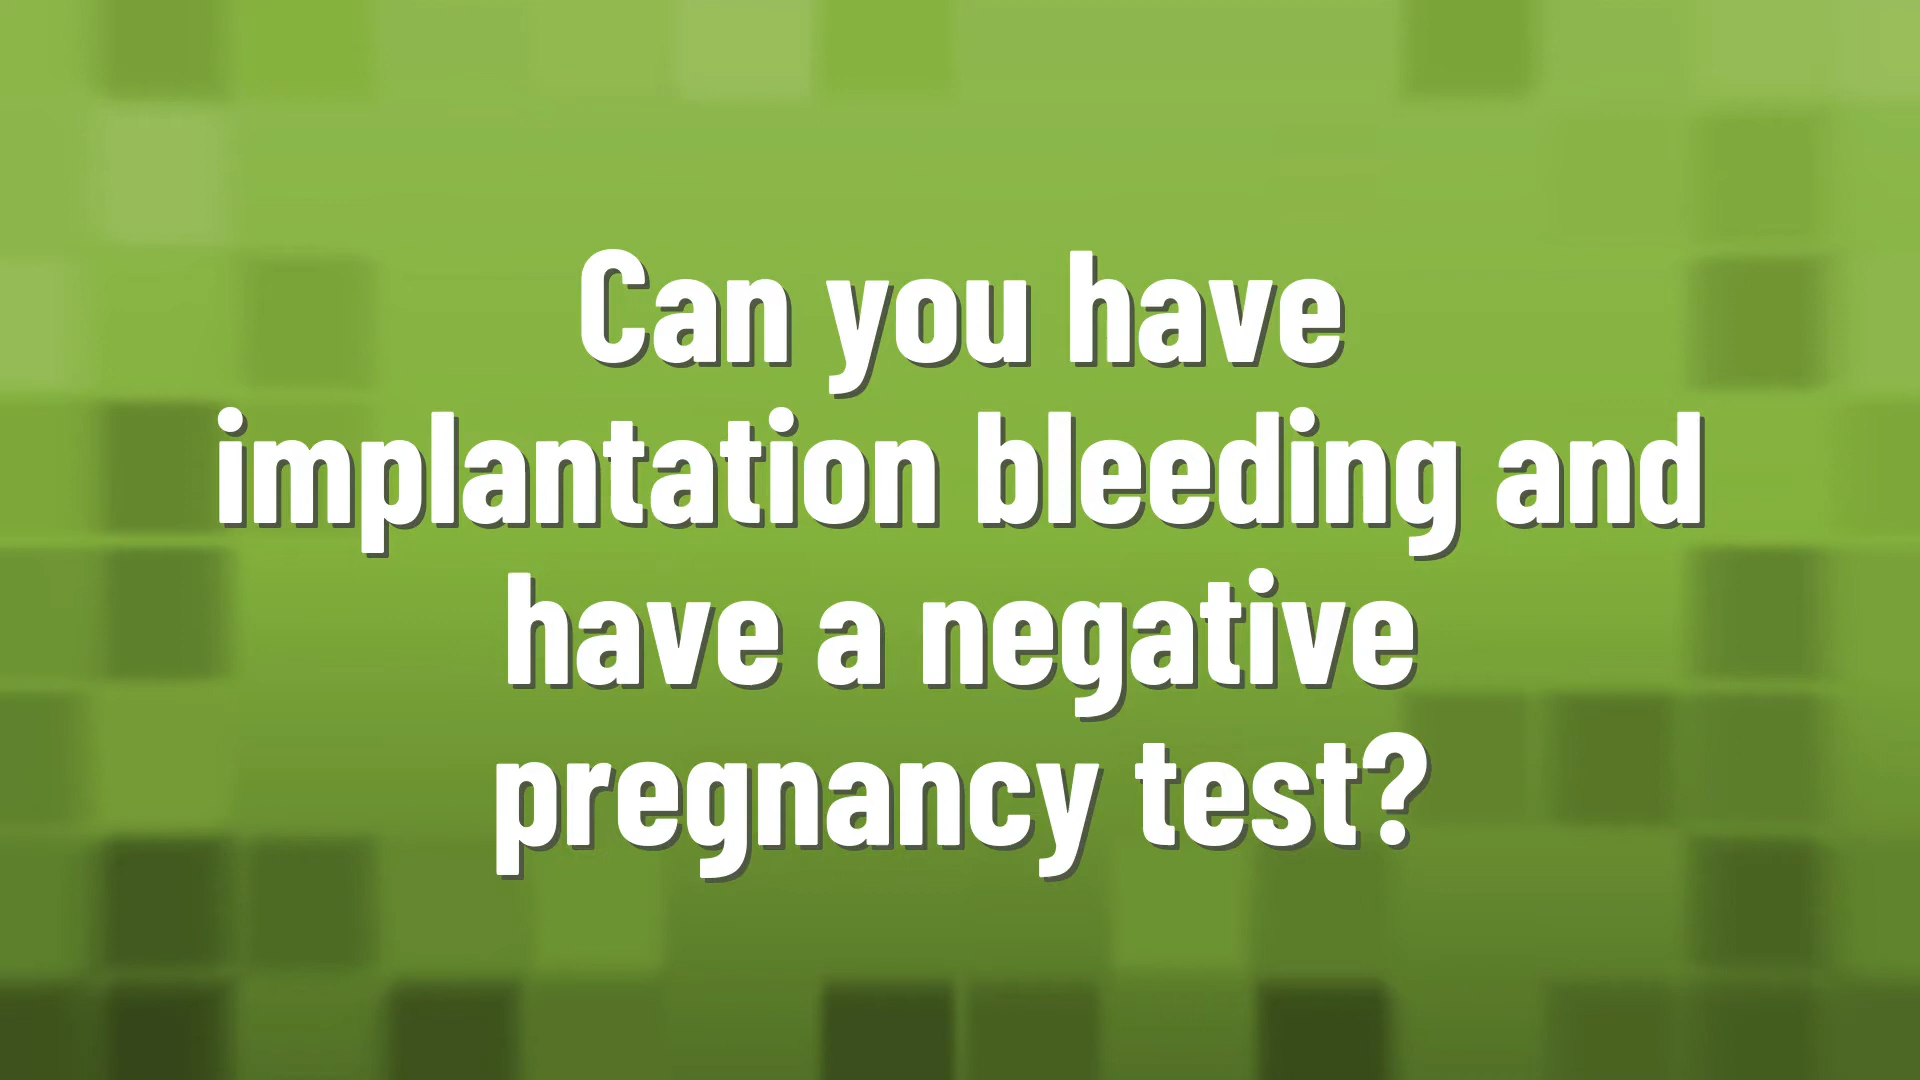 Can you have
implantation bleeding and
have a negative
pregnancy test?